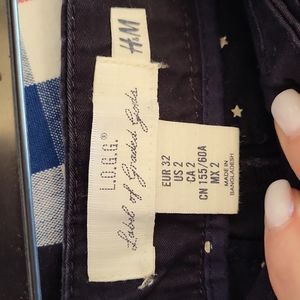 H&M
L.O.G.G.®
Label of Graded Goods
EUR 32
US 2
CA 2
CN 155/60A
MX 2
MADE IN
BANGLADESH